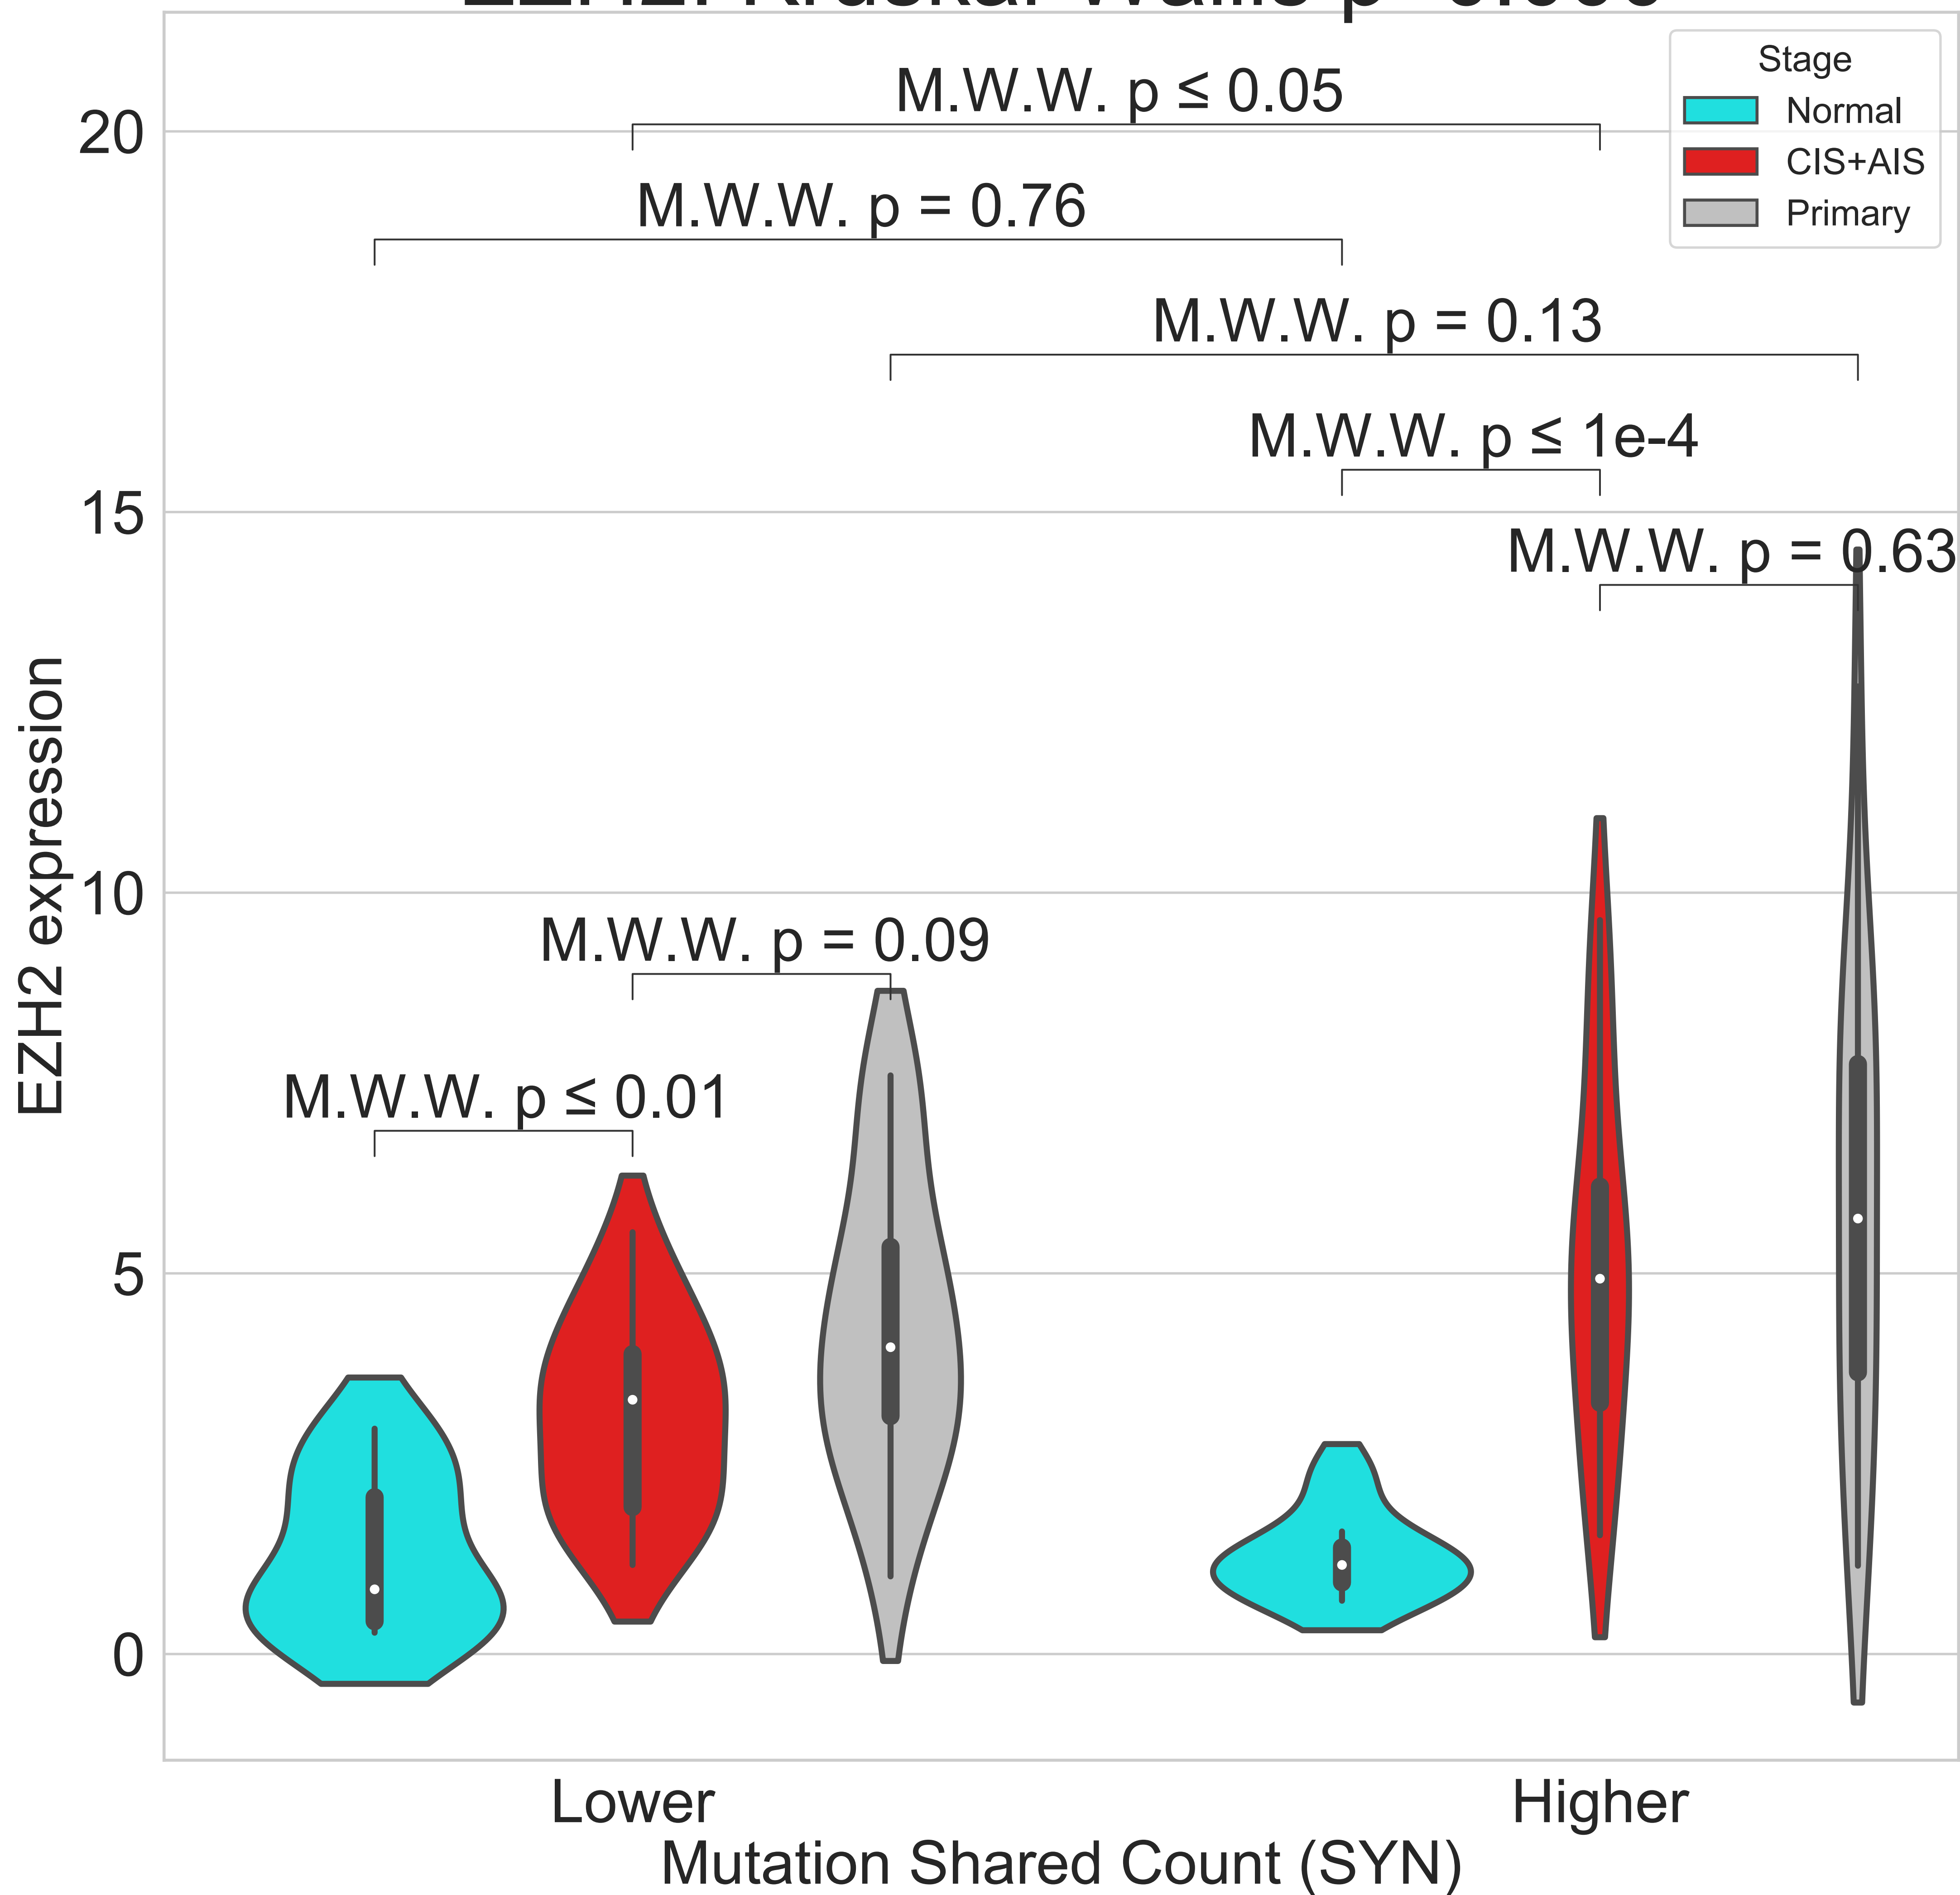 Stage
Normal
CIS+AIS
Primary
M.W.W. p ≤ 0.05
M.W.W. p = 0.76
M.W.W. p = 0.13
M.W.W. p ≤ 1e-4
M.W.W. p = 0.63
M.W.W. p = 0.09
M.W.W. p ≤ 0.01
20
15
10
5
0
EZH2 expression
Lower
Higher
Mutation Shared Count (SYN)